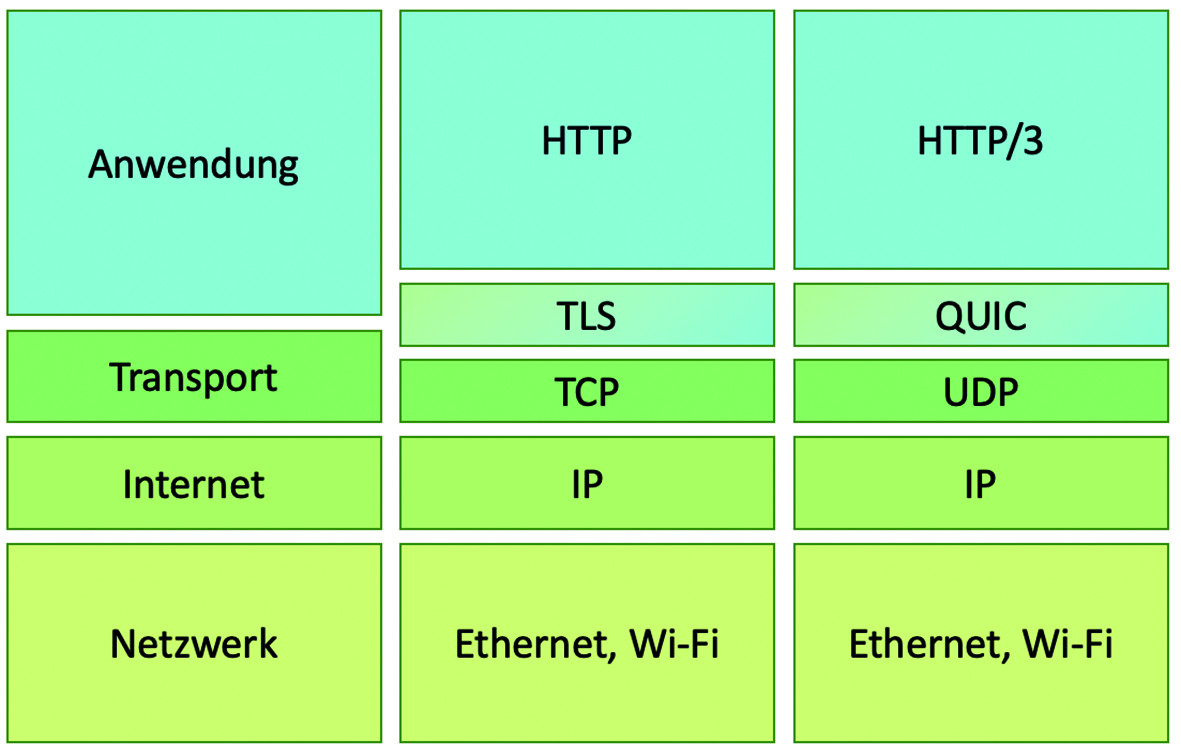 Anwendung
HTTP
HTTP/3
TLS
QUIC
Transport
TCP
UDP
Internet
IP
IP
Netzwerk
Ethernet, Wi-Fi
Ethernet, Wi-Fi